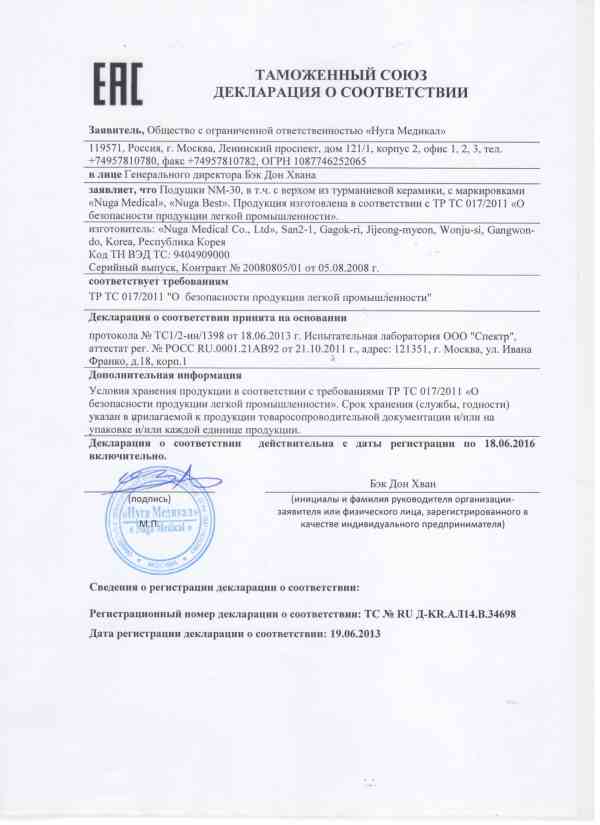 EAC
ТАМОЖЕННЫЙ СОЮЗ
ДЕКЛАРАЦИЯ О СООТВЕТСТВИИ
Заявитель, Общество с ограниченной ответственностью «Нуга Медикал»
119571, Россия, г. Москва, Ленинский проспект, дом 121/1, корпус 2, офис 1, 2, 3, тел.
+74957810780, факс +74957810782, ОГРН 1087746252065
в лице Генерального директора Бэк Дон Хвана
заявляет, что Подушки NM-30, в т.ч. с верхом из турманиевой керамики, с маркировками
«Nuga Medical», «Nuga Best». Продукция изготовлена в соответствии с ТР ТС 017/2011 «О
безопасности продукции легкой промышленности».
изготовитель: «Nuga Medical Co., Ltd», San2-1, Gagok-ri, Jijeong-myeon, Wonju-si, Gangwon-
do, Korea, Республика Корея
Код ТН ВЭД ТС: 9404909000
Серийный выпуск, Контракт № 20080805/01 от 05.08.2008 г.
соответствует требованиям
ТР ТС 017/2011 "О безопасности продукции легкой промышленности"
Декларация о соответствии принята на основании
протокола № ТС1/2-ин/1398 от 18.06.2013 г. Испытательная лаборатория ООО "Спектр",
аттестат рег. № РОСС RU.0001.21АВ92 от 21.10.2011 г., адрес: 121351, г. Москва, ул. Ивана
Франко, д.18, корп.1
Дополнительная информация
Условия хранения продукции в соответствии с требованиями ТР ТС 017/2011 «О
безопасности продукции легкой промышленности». Срок хранения (службы, годности)
указан в прилагаемой к продукции товаросопроводительной документации и/или на
упаковке и/или каждой единице продукции.
Декларация о соответствии действительна с даты регистрации по 18.06.2016
включительно.
Бэк Дон Хван
(подпись)
(инициалы и фамилия руководителя организации-
заявителя или физического лица, зарегистрированного в
качестве индивидуального предпринимателя)
«Нуга Медикал»
М.П.
« Nuga Medical »
МОСКВА
Сведения о регистрации декларации о соответствии:
Регистрационный номер декларации о соответствии: ТС № RU Д-KR.АЛ14.В.34698
Дата регистрации декларации о соответствии: 19.06.2013